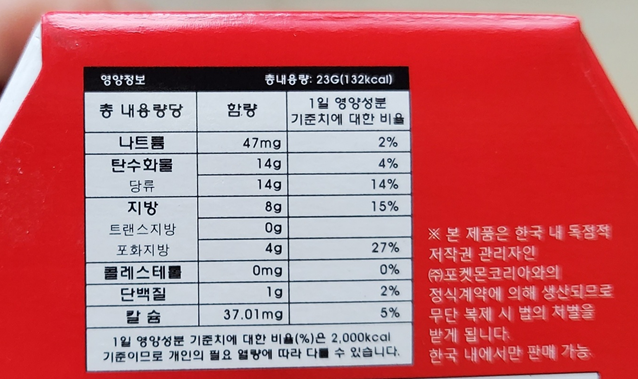 영양정보 총내용량: 23G(132kcal)
총 내용량당 함량 1일 영양성분 기준치에 대한 비율
나트륨 47mg 2%
탄수화물 14g 4%
당류 14g 14%
지방 8g 15%
트랜스지방 0g
포화지방 4g 27%
콜레스테롤 0mg 0%
단백질 1g 2%
칼슘 37.01mg 5%
1일 영양성분 기준치에 대한 비율(%)은 2,000kcal
기준이므로 개인의 필요 열량에 따라 다를 수 있습니다.
※ 본 제품은 한국 내 독점적
저작권 관리자인
㈜포켓몬코리아와의
정식계약에 의해 생산되므로
무단 복제 시 법의 처벌을
받게 됩니다.
한국 내에서만 판매 가능.